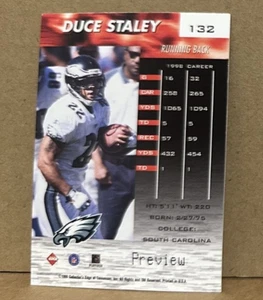 DUCE STALEY
132
RUNNING BACK
1998 CAREER
G 16 32
CAR 258 265
YDS 1065 1094
TD 5 5
REC 57 59
YDS 432 454
TD 1 1
HT: 5'11" WT: 220
BORN: 2/27/75
COLLEGE:
SOUTH CAROLINA
Preview
22